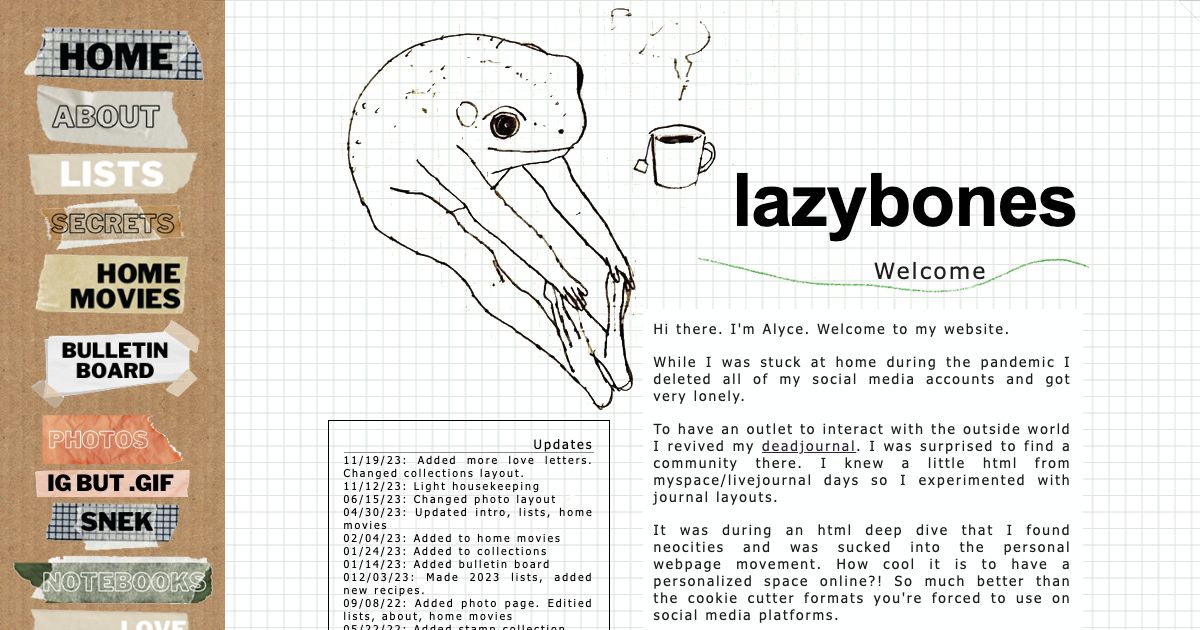 HOME
ABOUT
LISTS
SECRETS
HOME
MOVIES
BULLETIN
BOARD
PHOTOS
IG BUT .GIF
SNEK
NOTEBOOKS
LOVE
lazybones
Welcome
Hi there. I'm Alyce. Welcome to my website.
While I was stuck at home during the pandemic I
deleted all of my social media accounts and got
very lonely.
To have an outlet to interact with the outside world
I revived my deadjournal. I was surprised to find a
community there. I knew a little html from
myspace/livejournal days so I experimented with
journal layouts.
It was during an html deep dive that I found
neocities and was sucked into the personal
webpage movement. How cool it is to have a
personalized space online?! So much better than
the cookie cutter formats you're forced to use on
social media platforms.
Updates
11/19/23: Added more love letters.
Changed collections layout.
11/12/23: Light housekeeping
06/15/23: Changed photo layout
04/30/23: Updated intro, lists, home
movies
02/04/23: Added to home movies
01/24/23: Added to collections
01/14/23: Added bulletin board
012/03/23: Made 2023 lists, added
new recipes.
09/08/22: Added photo page. Editied
lists, about, home movies
05/22/22: Added stamp collection